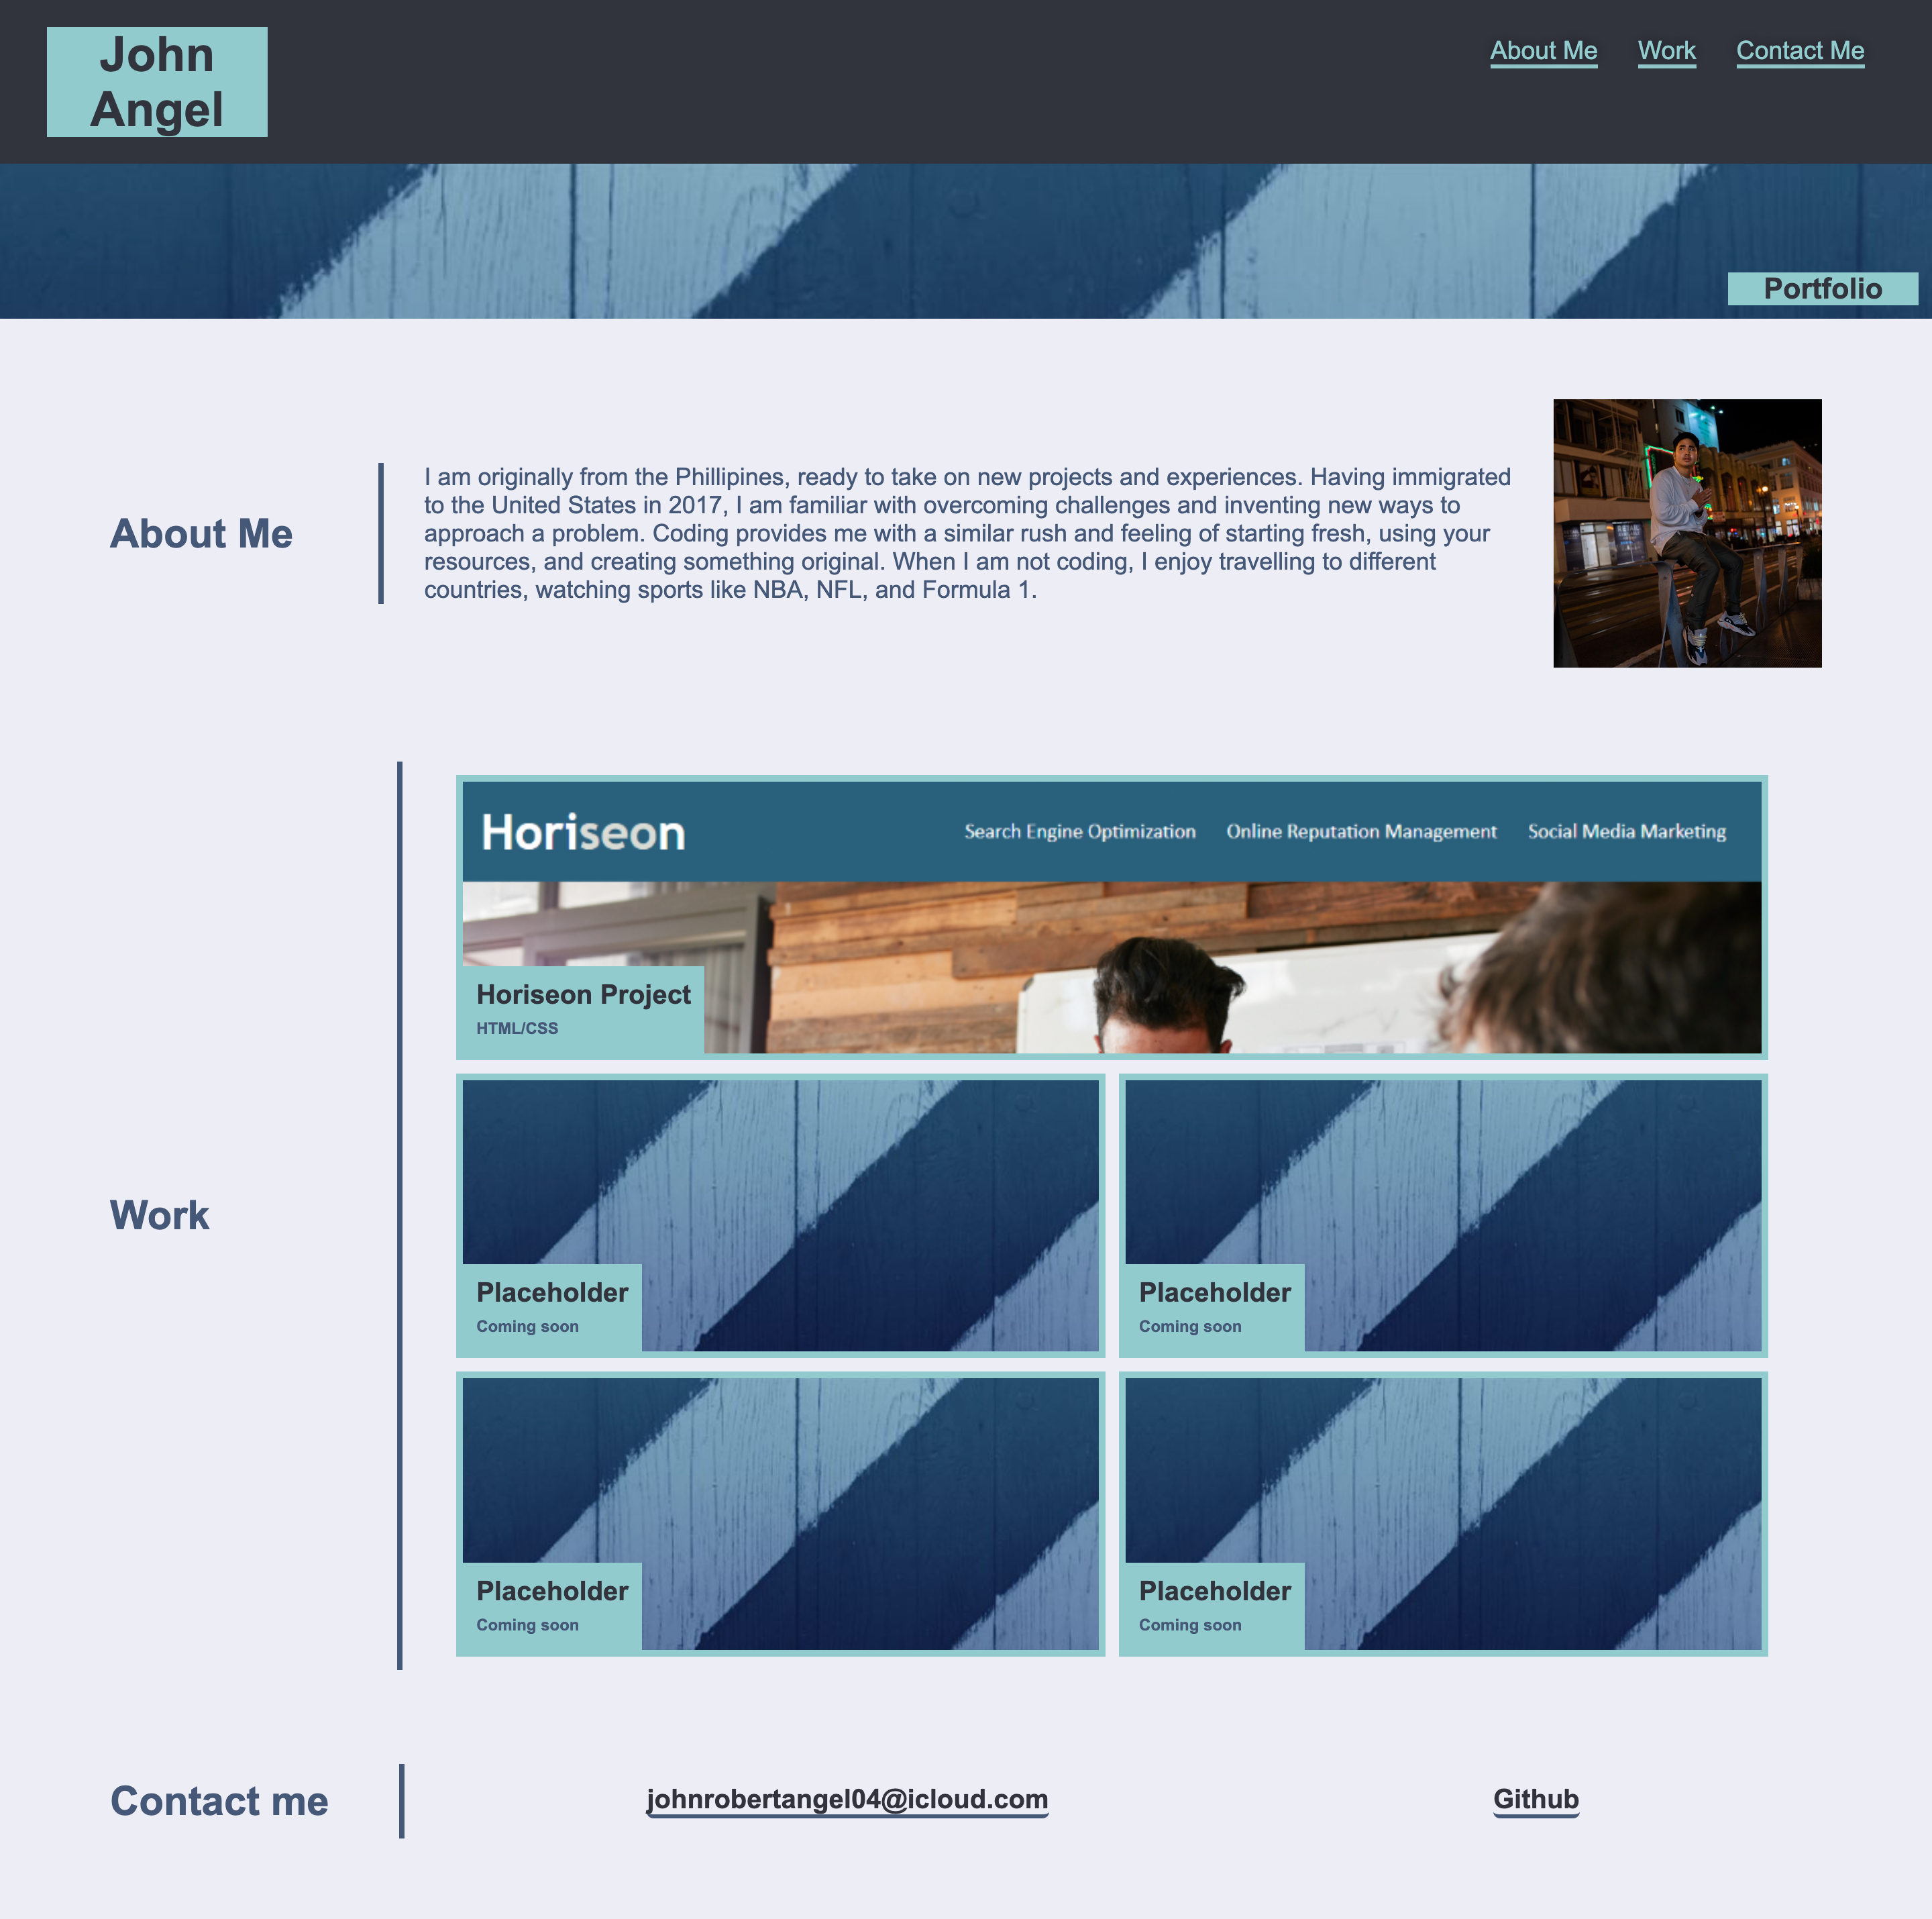 John
Angel
About Me
Work
Contact Me
Portfolio
About Me
I am originally from the Phillipines, ready to take on new projects and experiences. Having immigrated
to the United States in 2017, I am familiar with overcoming challenges and inventing new ways to
approach a problem. Coding provides me with a similar rush and feeling of starting fresh, using your
resources, and creating something original. When I am not coding, I enjoy travelling to different
countries, watching sports like NBA, NFL, and Formula 1.
Work
Horiseon
Search Engine Optimization
Online Reputation Management
Social Media Marketing
Horiseon Project
HTML/CSS
Placeholder
Coming soon
Placeholder
Coming soon
Placeholder
Coming soon
Placeholder
Coming soon
Contact me
johnrobertangel04@icloud.com
Github